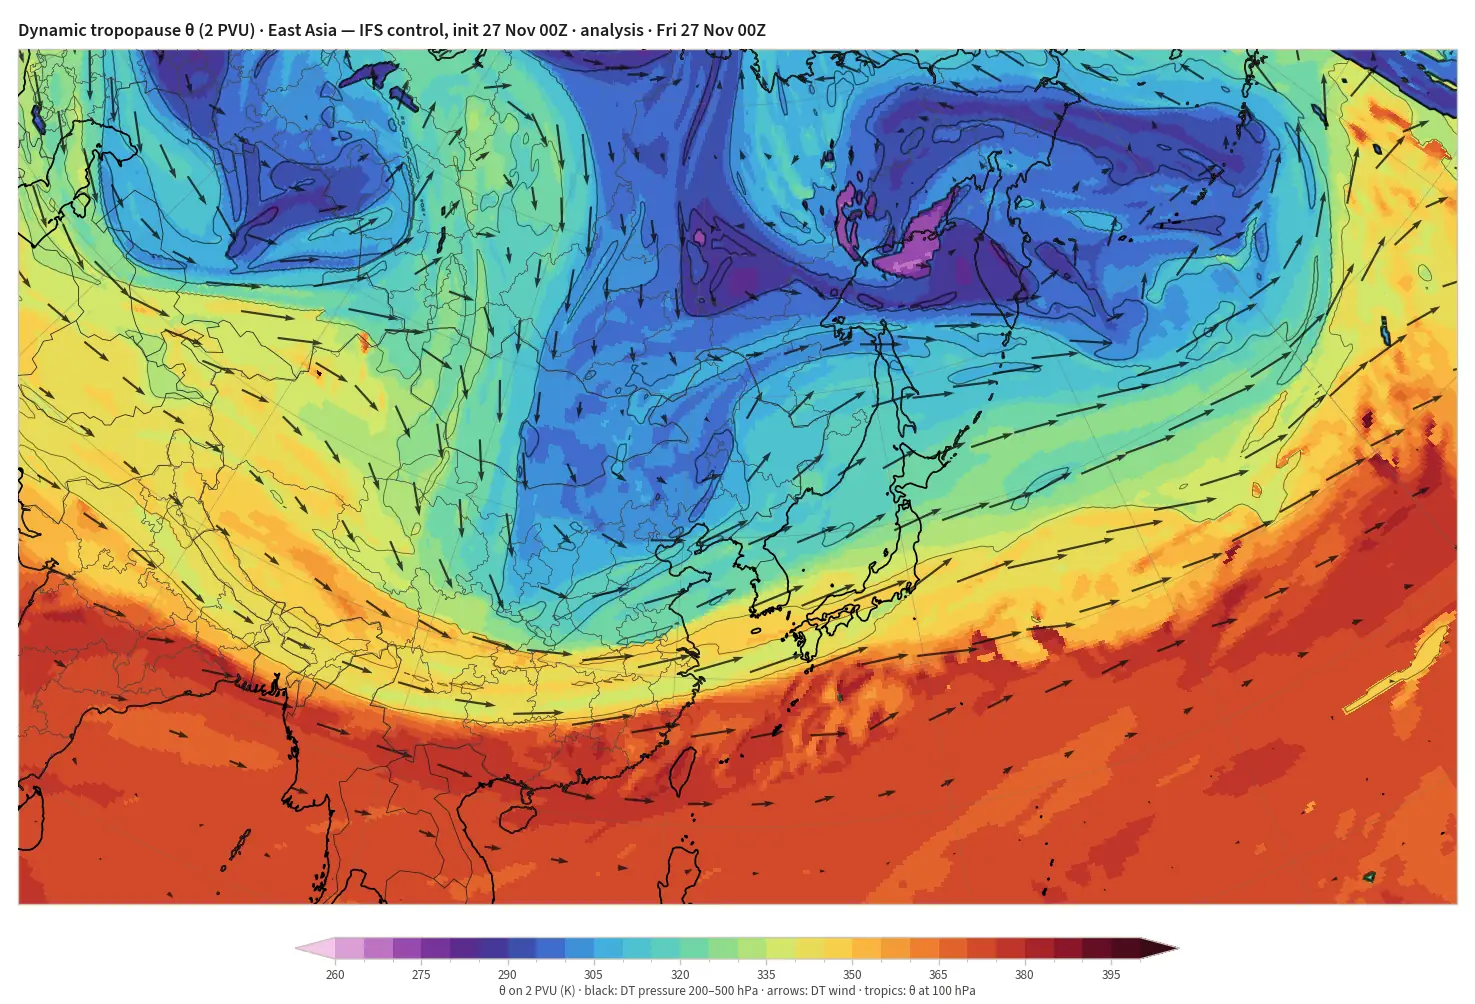 Dynamic tropopause θ (2 PVU) · East Asia — IFS control, init 27 Nov 00Z · analysis · Fri 27 Nov 00Z
260 275 290 305 320 335 350 365 380 395
θ on 2 PVU (K) · black: DT pressure 200–500 hPa · arrows: DT wind · tropics: θ at 100 hPa